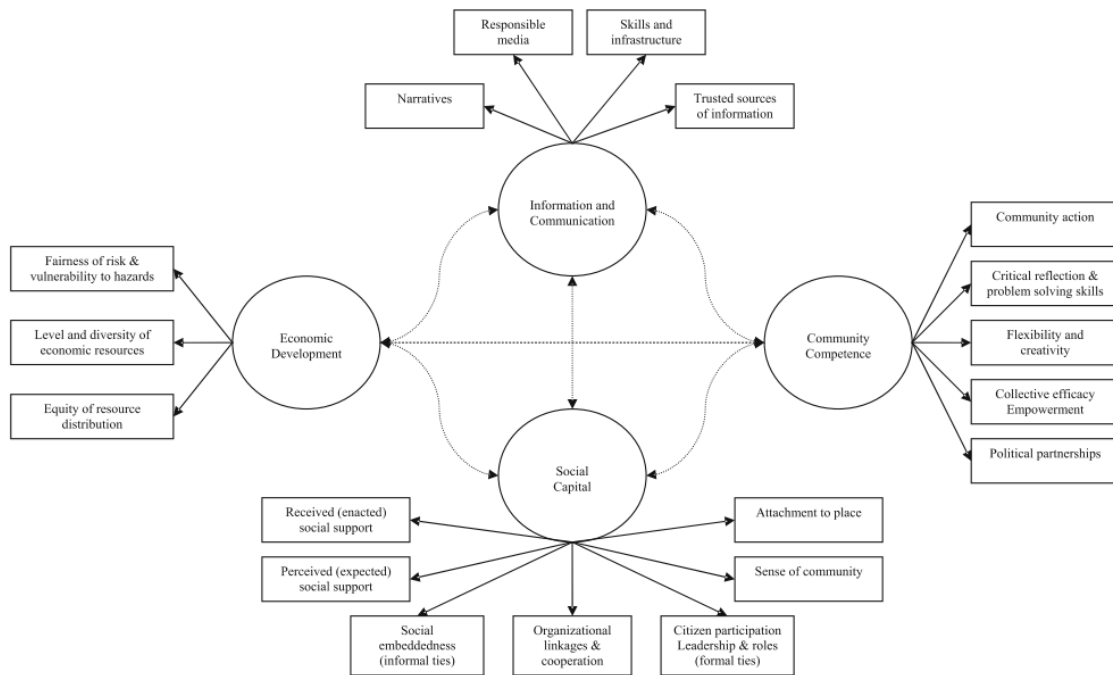 Responsible
media
Skills and
infrastructure
Narratives
Trusted sources
of information
Information and
Communication
Community action
Fairness of risk &
vulnerability to hazards
Critical reflection &
problem solving skills
Level and diversity of
economic resources
Economic
Development
Community
Competence
Flexibility and
creativity
Equity of resource
distribution
Collective efficacy
Empowerment
Political partnerships
Social
Capital
Received (enacted)
social support
Attachment to place
Perceived (expected)
social support
Sense of community
Social
embeddedness
(informal ties)
Organizational
linkages &
cooperation
Citizen participation
Leadership & roles
(formal ties)